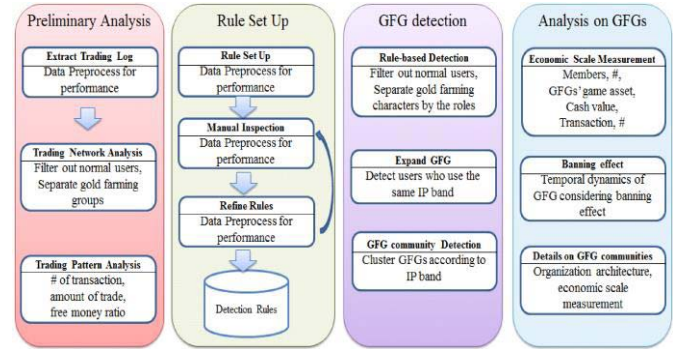 Preliminary Analysis
Extract Trading Log
Data Preprocess for
performance
Trading Network Analysis
Filter out normal users,
Separate gold farming
groups
Trading Pattern Analysis
# of transaction,
amount of trade,
free money ratio
Rule Set Up
Rule Set Up
Data Preprocess for
performance
Manual Inspection
Data Preprocess for
performance
Refine Rules
Data Preprocess for
performance
Detection Rules
GFG detection
Rule-based Detection
Filter out normal users,
Separate gold farming
characters by the roles
Expand GFG
Detect users who use the
same IP band
GFG community Detection
Cluster GFGs according to
IP band
Analysis on GFGs
Economic Scale Measurement
Members, #,
GFGs' game asset,
Cash value,
Transaction, #
Banning effect
Temporal dynamics of
GFG considering banning
effect
Details on GFG communities
Organization architecture,
economic scale
measurement